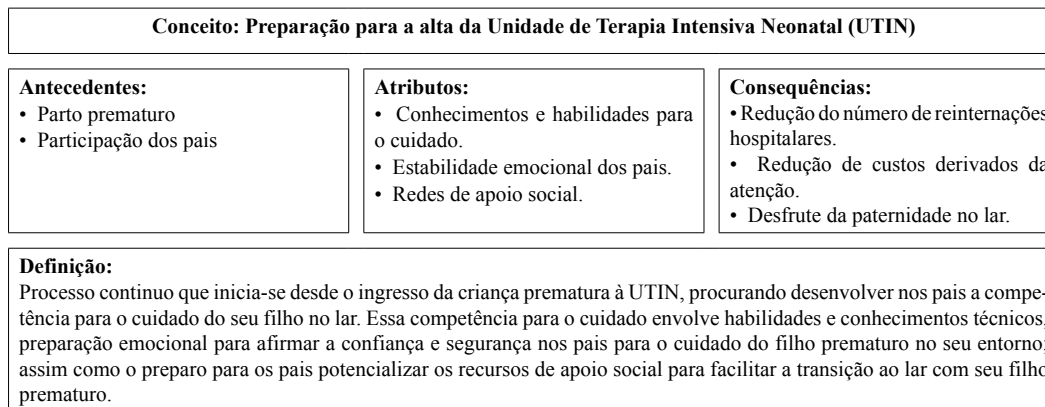 Conceito: Preparação para a alta da Unidade de Terapia Intensiva Neonatal (UTIN)
Antecedentes:
• Parto prematuro
• Participação dos pais
Atributos:
• Conhecimentos e habilidades para
o cuidado.
• Estabilidade emocional dos pais.
• Redes de apoio social.
Consequências:
• Redução do número de reinternações
hospitalares.
• Redução de custos derivados da
atenção.
• Desfrute da paternidade no lar.
Definição:
Processo continuo que inicia-se desde o ingresso da criança prematura à UTIN, procurando desenvolver nos pais a compe-
tência para o cuidado do seu filho no lar. Essa competência para o cuidado envolve habilidades e conhecimentos técnicos,
preparação emocional para afirmar a confiança e segurança nos pais para o cuidado do filho prematuro no seu entorno;
assim como o preparo para os pais potencializar os recursos de apoio social para facilitar a transição ao lar com seu filho
prematuro.